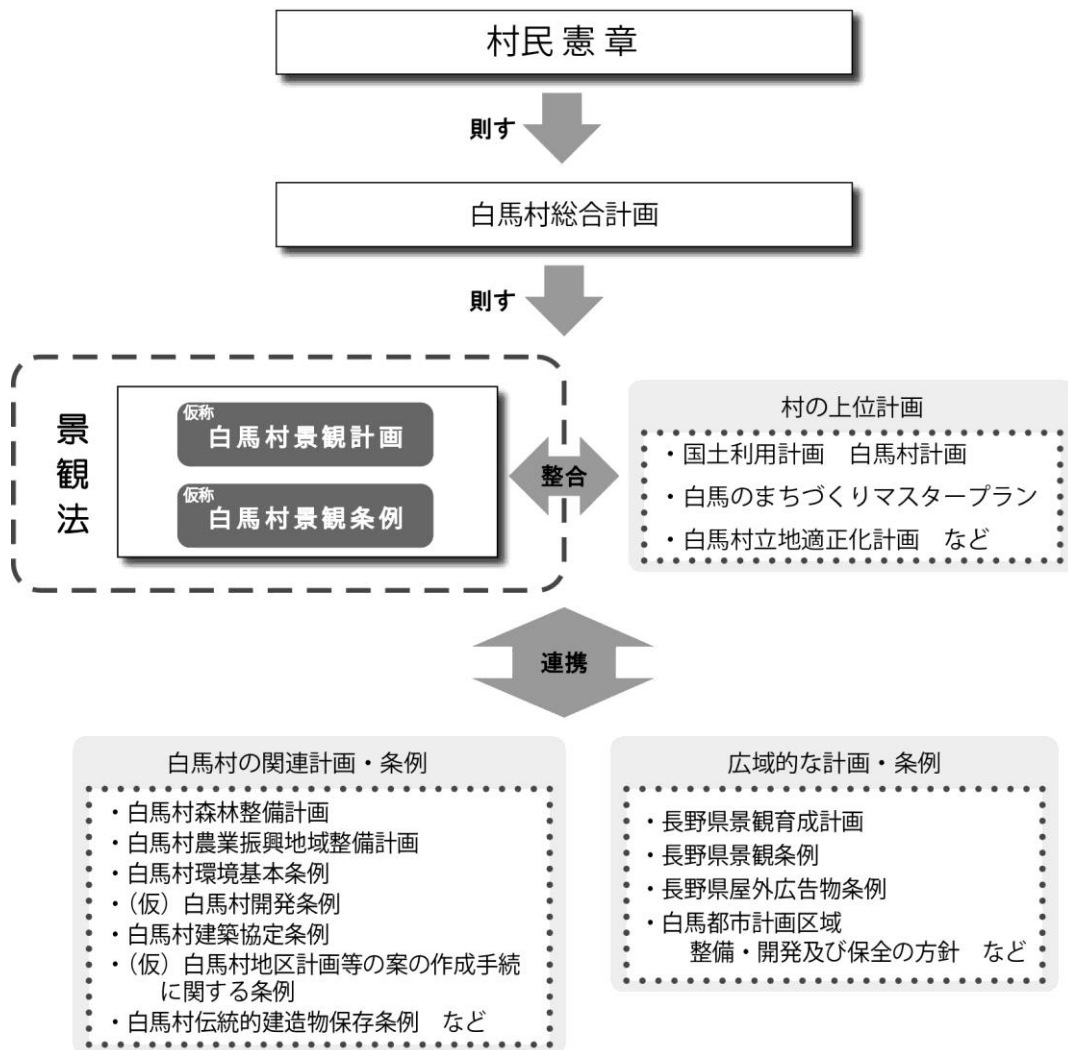 村民憲章
則す
白馬村総合計画
則す
景観法
仮称
白馬村景観計画
仮称
白馬村景観条例
整合
村の上位計画
・国土利用計画　白馬村計画
・白馬のまちづくりマスタープラン
・白馬村立地適正化計画　など
連携
白馬村の関連計画・条例
・白馬村森林整備計画
・白馬村農業振興地域整備計画
・白馬村環境基本条例
・（仮）白馬村開発条例
・白馬村建築協定条例
・（仮）白馬村地区計画等の案の作成手続
に関する条例
・白馬村伝統的建造物保存条例　など
広域的な計画・条例
・長野県景観育成計画
・長野県景観条例
・長野県屋外広告物条例
・白馬都市計画区域
整備・開発及び保全の方針　など